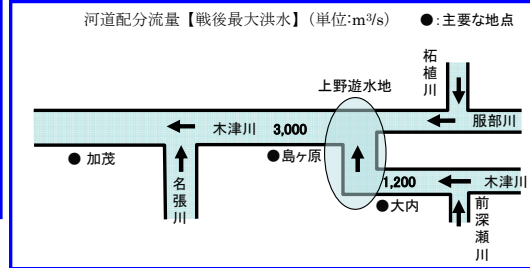 河道配分流量【戦後最大洪水】(単位:m³/s)
●:主要な地点
柘植川
上野遊水地
木津川
3,000
服部川
●加茂
●島ヶ原
名張川
1,200
木津川
●大内
前深瀬川